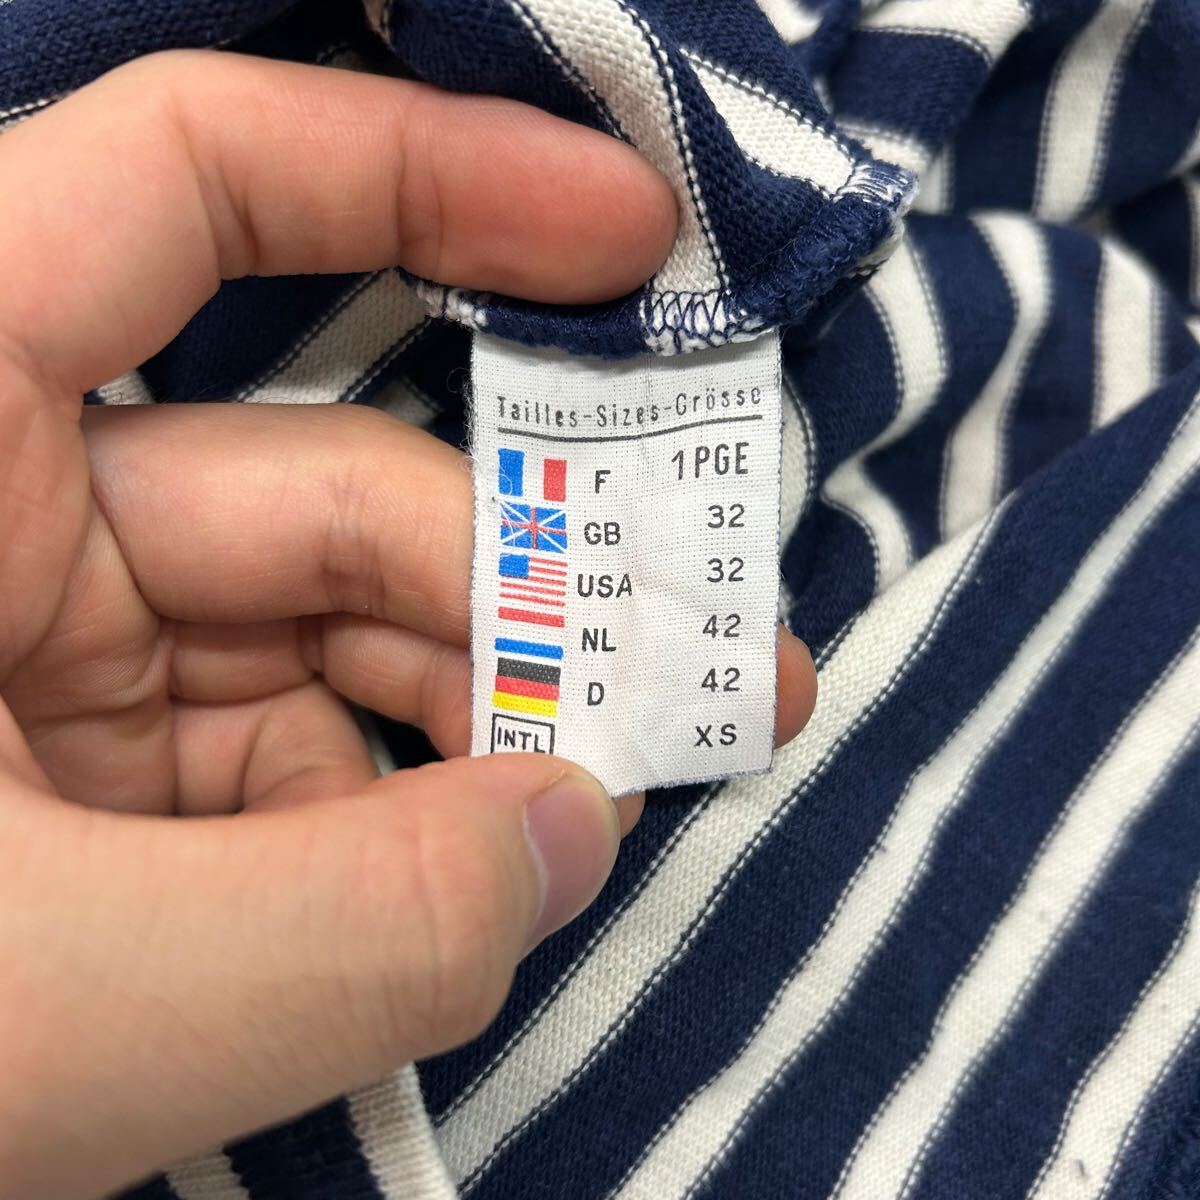 Tailles-Sizes-Grösse
F 1PGE
GB 32
USA 32
NL 42
D 42
INTL XS